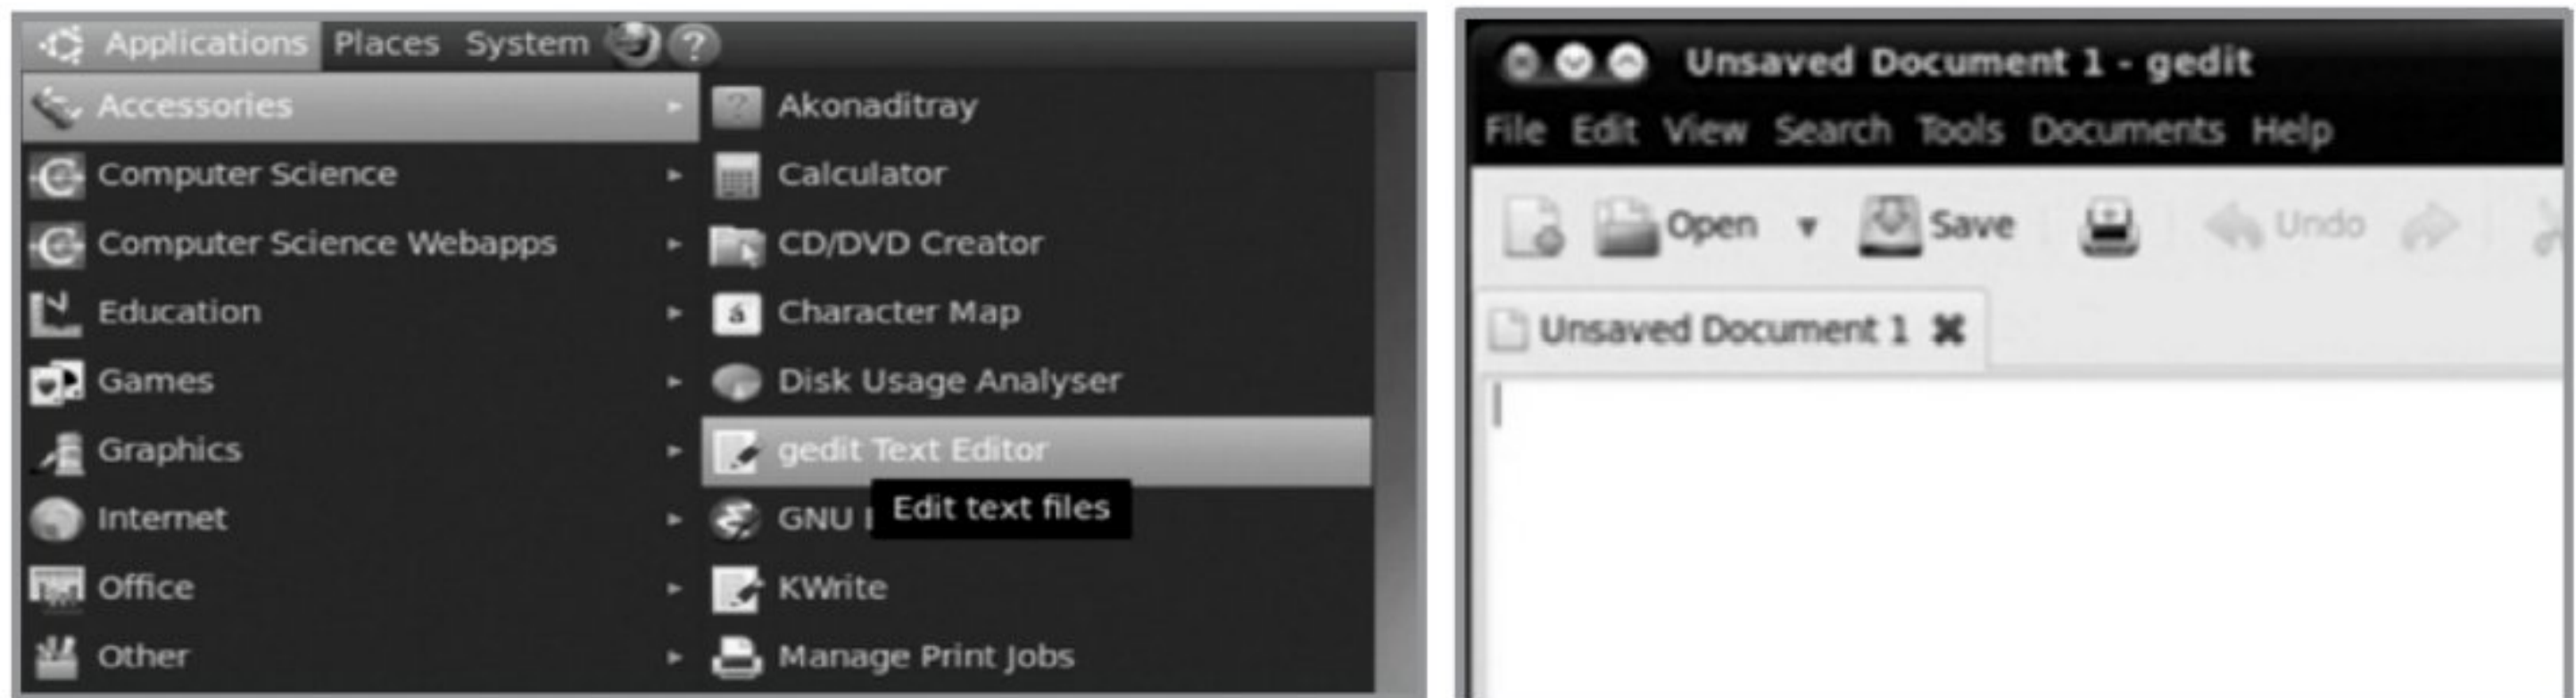 Applications Places System ?
Accessories
Computer Science
Computer Science Webapps
Education
Games
Graphics
Internet
Office
Other
? Akonaditray
Calculator
CD/DVD Creator
á Character Map
Disk Usage Analyser
gedit Text Editor
GNU
Edit text files
KWrite
Manage Print Jobs
Unsaved Document 1 - gedit
File Edit View Search Tools Documents Help
Open Save Undo
Unsaved Document 1